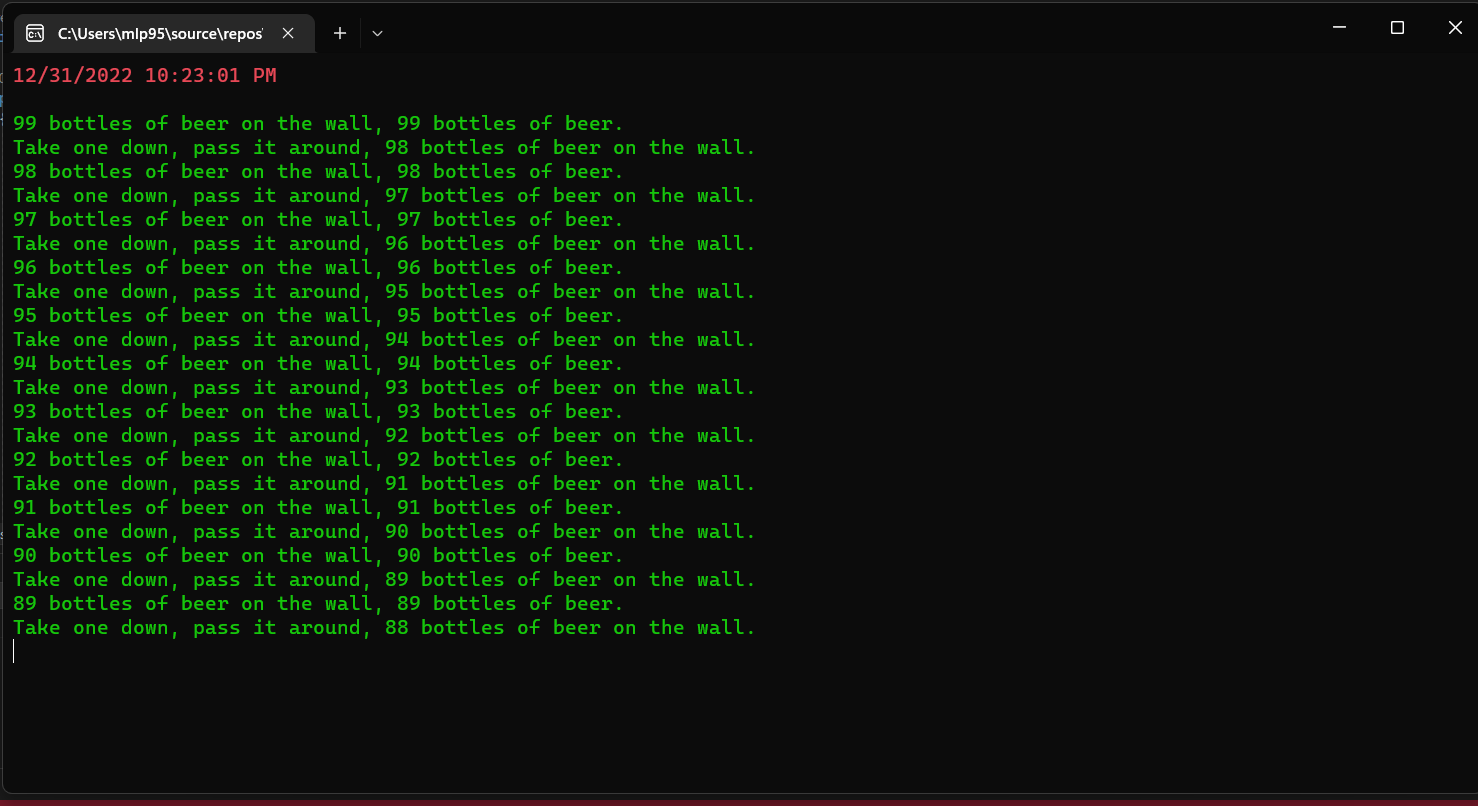 C:\Users\mlp95\source\repos\
12/31/2022 10:23:01 PM
99 bottles of beer on the wall, 99 bottles of beer.
Take one down, pass it around, 98 bottles of beer on the wall.
98 bottles of beer on the wall, 98 bottles of beer.
Take one down, pass it around, 97 bottles of beer on the wall.
97 bottles of beer on the wall, 97 bottles of beer.
Take one down, pass it around, 96 bottles of beer on the wall.
96 bottles of beer on the wall, 96 bottles of beer.
Take one down, pass it around, 95 bottles of beer on the wall.
95 bottles of beer on the wall, 95 bottles of beer.
Take one down, pass it around, 94 bottles of beer on the wall.
94 bottles of beer on the wall, 94 bottles of beer.
Take one down, pass it around, 93 bottles of beer on the wall.
93 bottles of beer on the wall, 93 bottles of beer.
Take one down, pass it around, 92 bottles of beer on the wall.
92 bottles of beer on the wall, 92 bottles of beer.
Take one down, pass it around, 91 bottles of beer on the wall.
91 bottles of beer on the wall, 91 bottles of beer.
Take one down, pass it around, 90 bottles of beer on the wall.
90 bottles of beer on the wall, 90 bottles of beer.
Take one down, pass it around, 89 bottles of beer on the wall.
89 bottles of beer on the wall, 89 bottles of beer.
Take one down, pass it around, 88 bottles of beer on the wall.